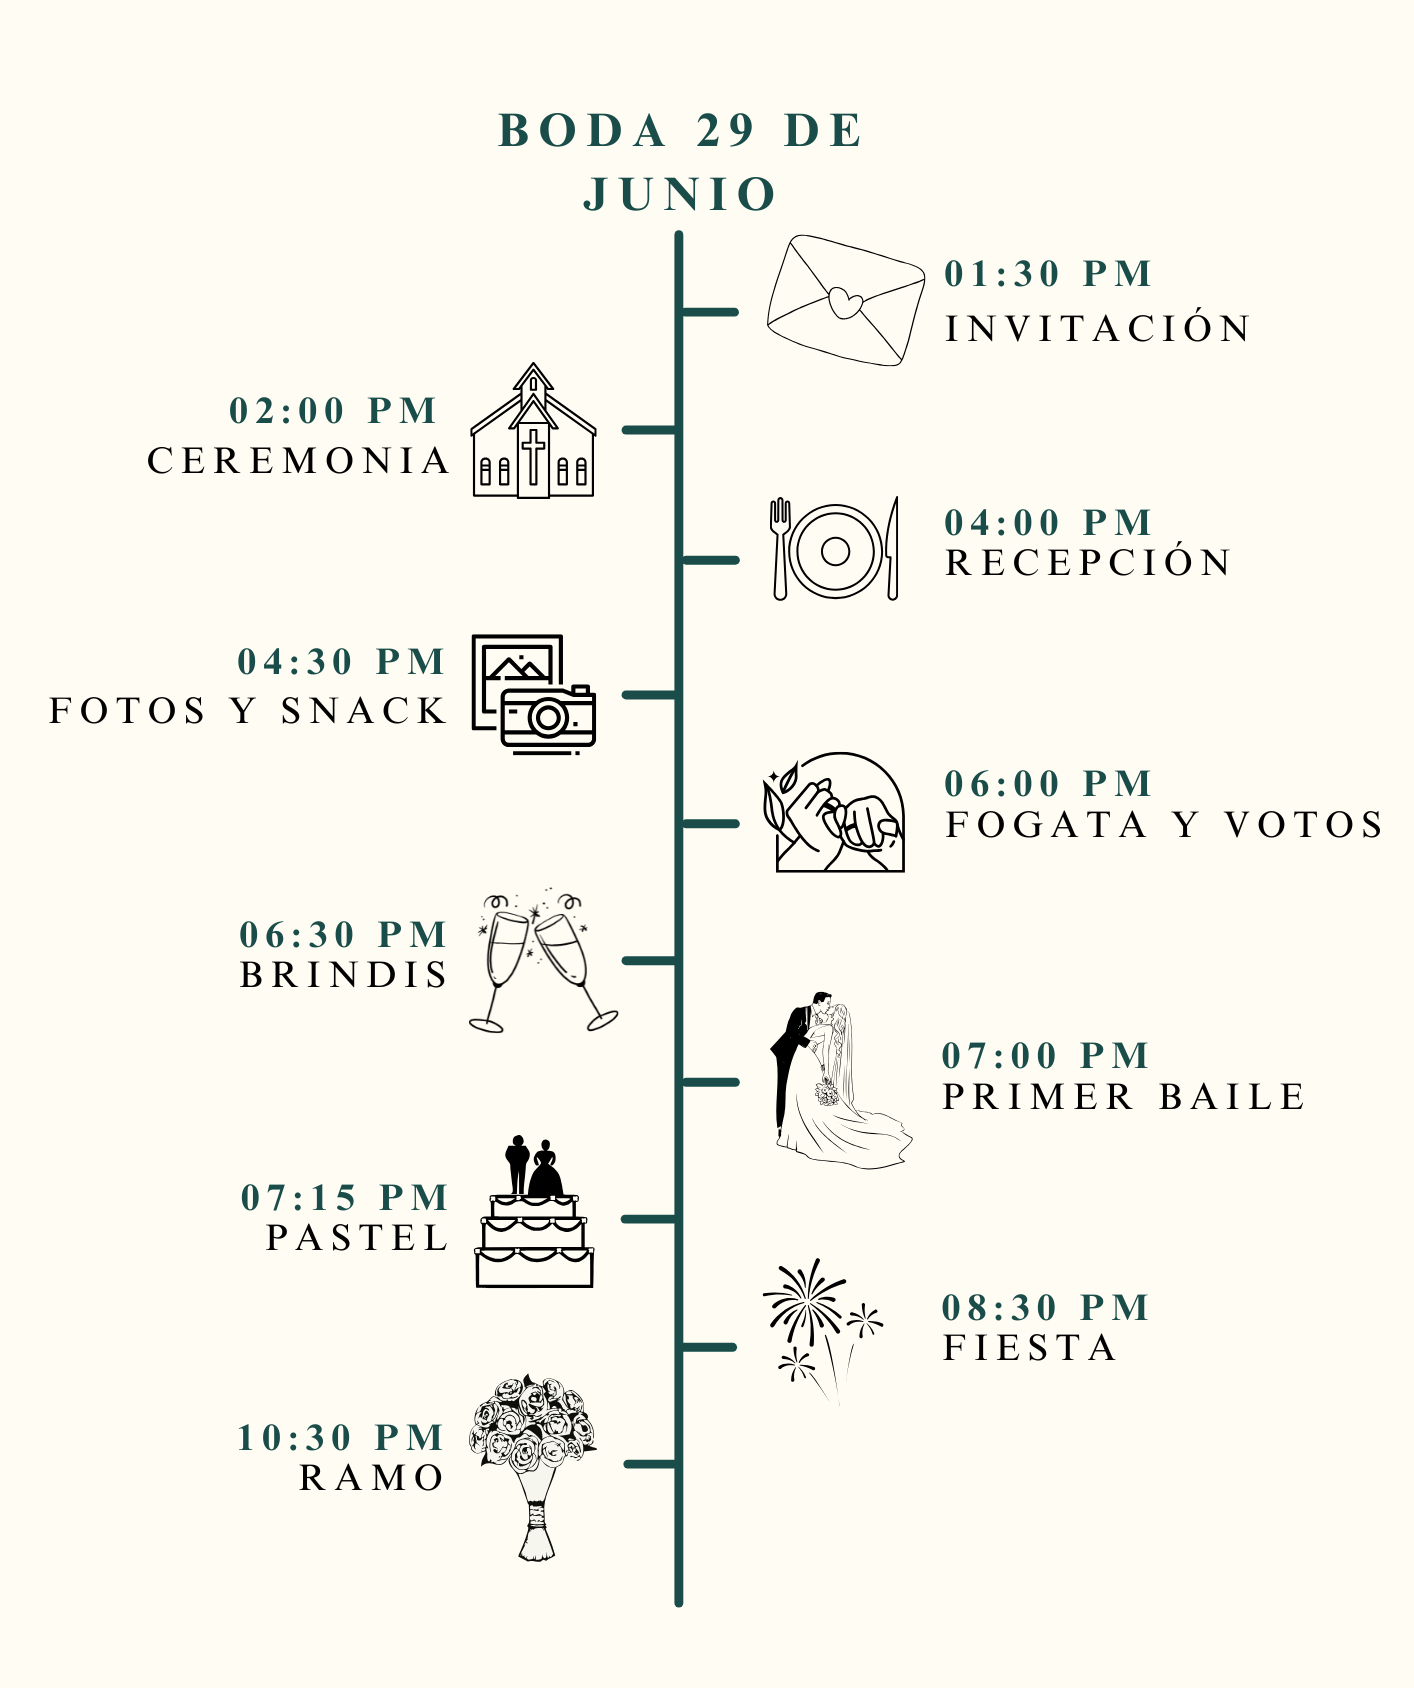 BODA 29 DE
JUNIO
01:30 PM
INVITACIÓN
02:00 PM
CEREMONIA
04:00 PM
RECEPCIÓN
04:30 PM
FOTOS Y SNACK
06:00 PM
FOGATA Y VOTOS
06:30 PM
BRINDIS
07:00 PM
PRIMER BAILE
07:15 PM
PASTEL
08:30 PM
FIESTA
10:30 PM
RAMO